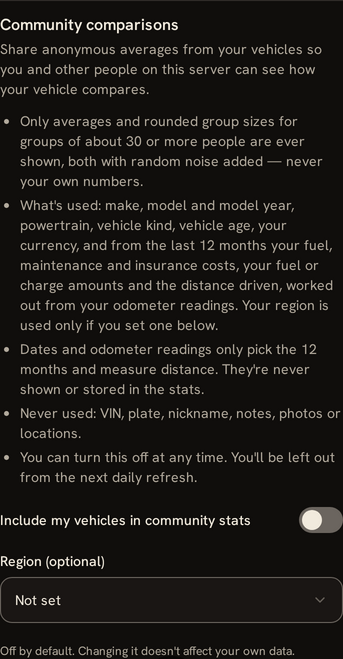 Community comparisons
Share anonymous averages from your vehicles so
you and other people on this server can see how
your vehicle compares.
• Only averages and rounded group sizes for
groups of about 30 or more people are ever
shown, both with random noise added — never
your own numbers.
• What's used: make, model and model year,
powertrain, vehicle kind, vehicle age, your
currency, and from the last 12 months your fuel,
maintenance and insurance costs, your fuel or
charge amounts and the distance driven, worked
out from your odometer readings. Your region is
used only if you set one below.
• Dates and odometer readings only pick the 12
months and measure distance. They're never
shown or stored in the stats.
• Never used: VIN, plate, nickname, notes, photos or
locations.
• You can turn this off at any time. You'll be left out
from the next daily refresh.
Include my vehicles in community stats
Region (optional)
Not set
Off by default. Changing it doesn't affect your own data.